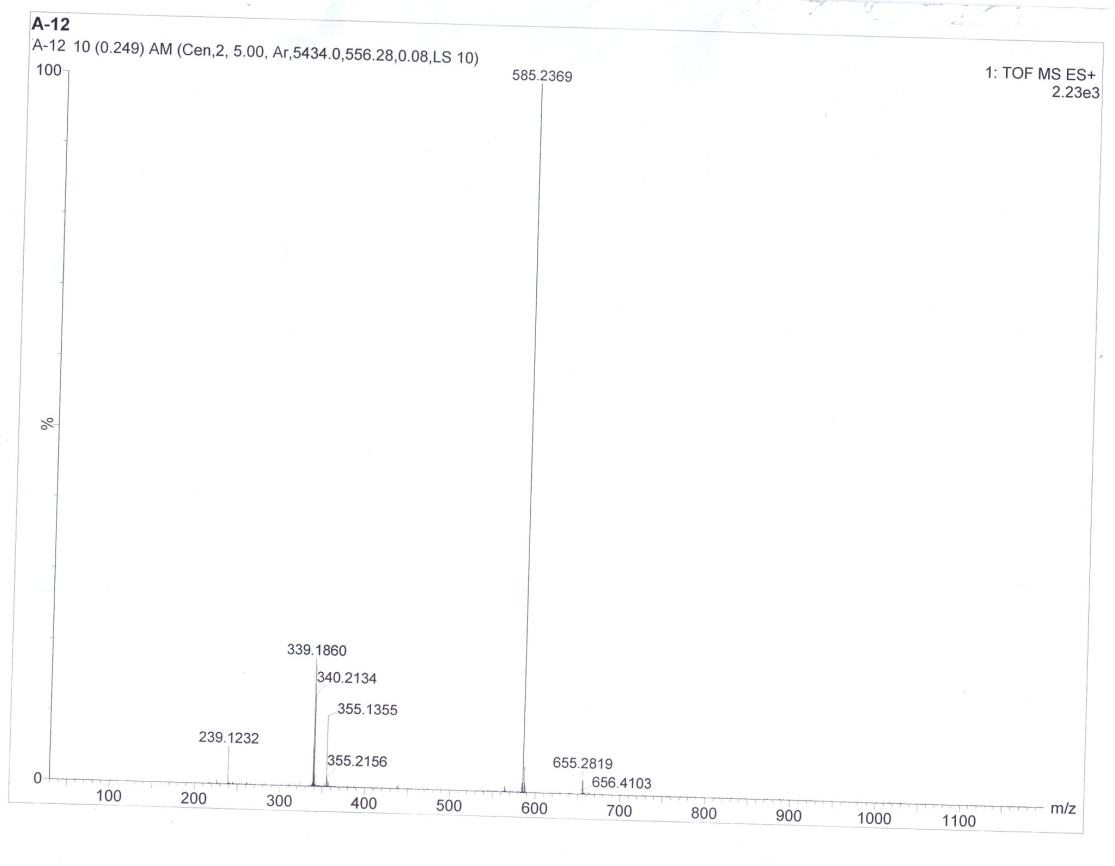 A-12
A-12 10 (0.249) AM (Cen,2, 5.00, Ar,5434.0,556.28,0.08,LS 10)
1: TOF MS ES+
2.23e3
100
585.2369
%
339.1860
340.2134
355.1355
239.1232
355.2156
655.2819
656.4103
0
100 200 300 400 500 600 700 800 900 1000 1100 m/z